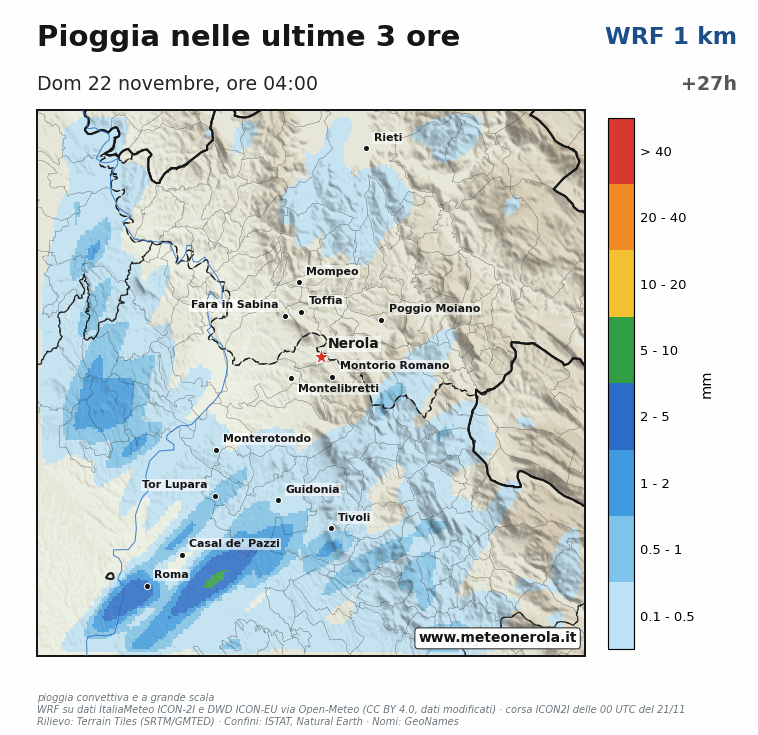 Pioggia nelle ultime 3 ore
WRF 1 km
Dom 22 novembre, ore 04:00
+27h
Rieti
Mompeo
Fara in Sabina
Toffia
Poggio Moiano
Nerola
Montorio Romano
Montelibretti
Monterotondo
Tor Lupara
Guidonia
Tivoli
Casal de' Pazzi
Roma
www.meteonerola.it
> 40
20 - 40
10 - 20
5 - 10
2 - 5
1 - 2
0.5 - 1
0.1 - 0.5
mm
pioggia convettiva e a grande scala
WRF su dati ItaliaMeteo ICON-2I e DWD ICON-EU via Open-Meteo (CC BY 4.0, dati modificati) · corsa ICON2I delle 00 UTC del 21/11
Rilievo: Terrain Tiles (SRTM/GMTED) · Confini: ISTAT, Natural Earth · Nomi: GeoNames